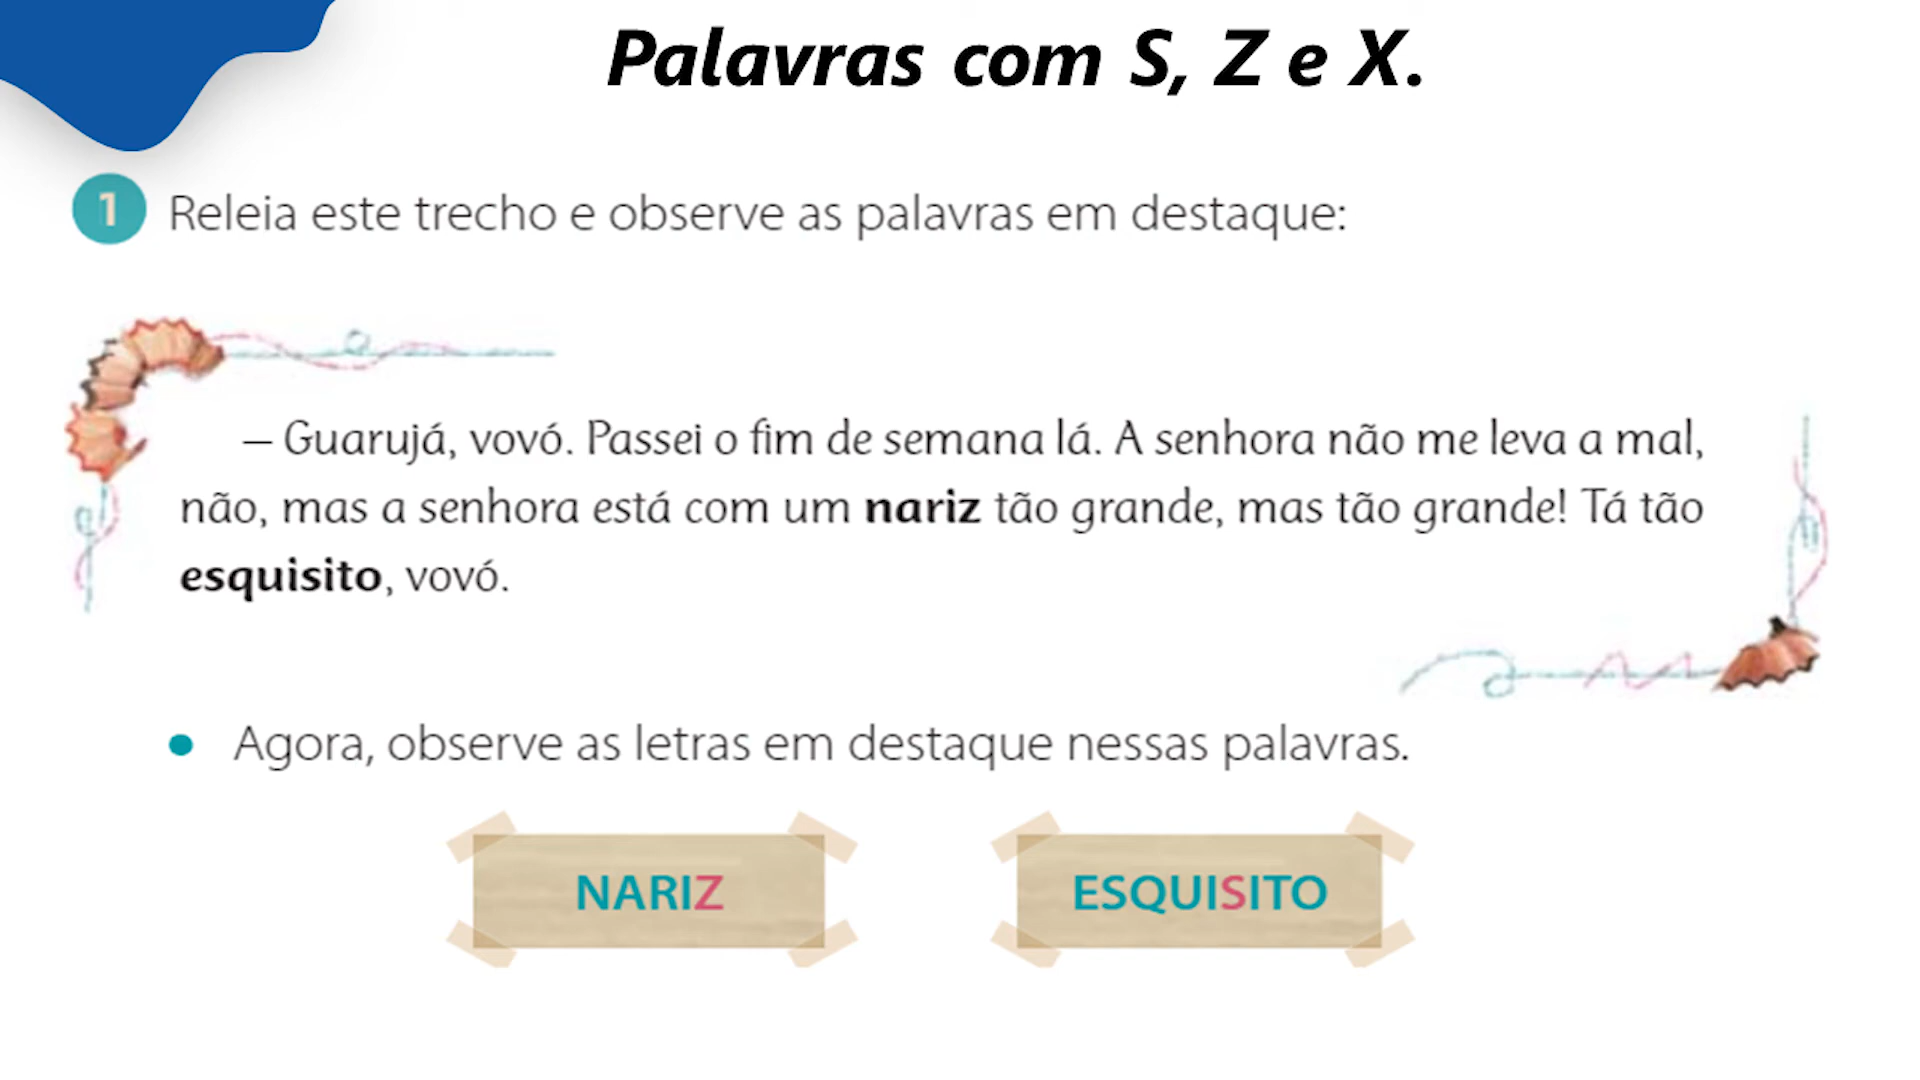 Palavras com S, Z e X.
1 Releia este trecho e observe as palavras em destaque:
— Guarujá, vovó. Passei o fim de semana lá. A senhora não me leva a mal,
não, mas a senhora está com um nariz tão grande, mas tão grande! Tá tão
esquisito, vovó.
• Agora, observe as letras em destaque nessas palavras.
NARIZ ESQUISITO